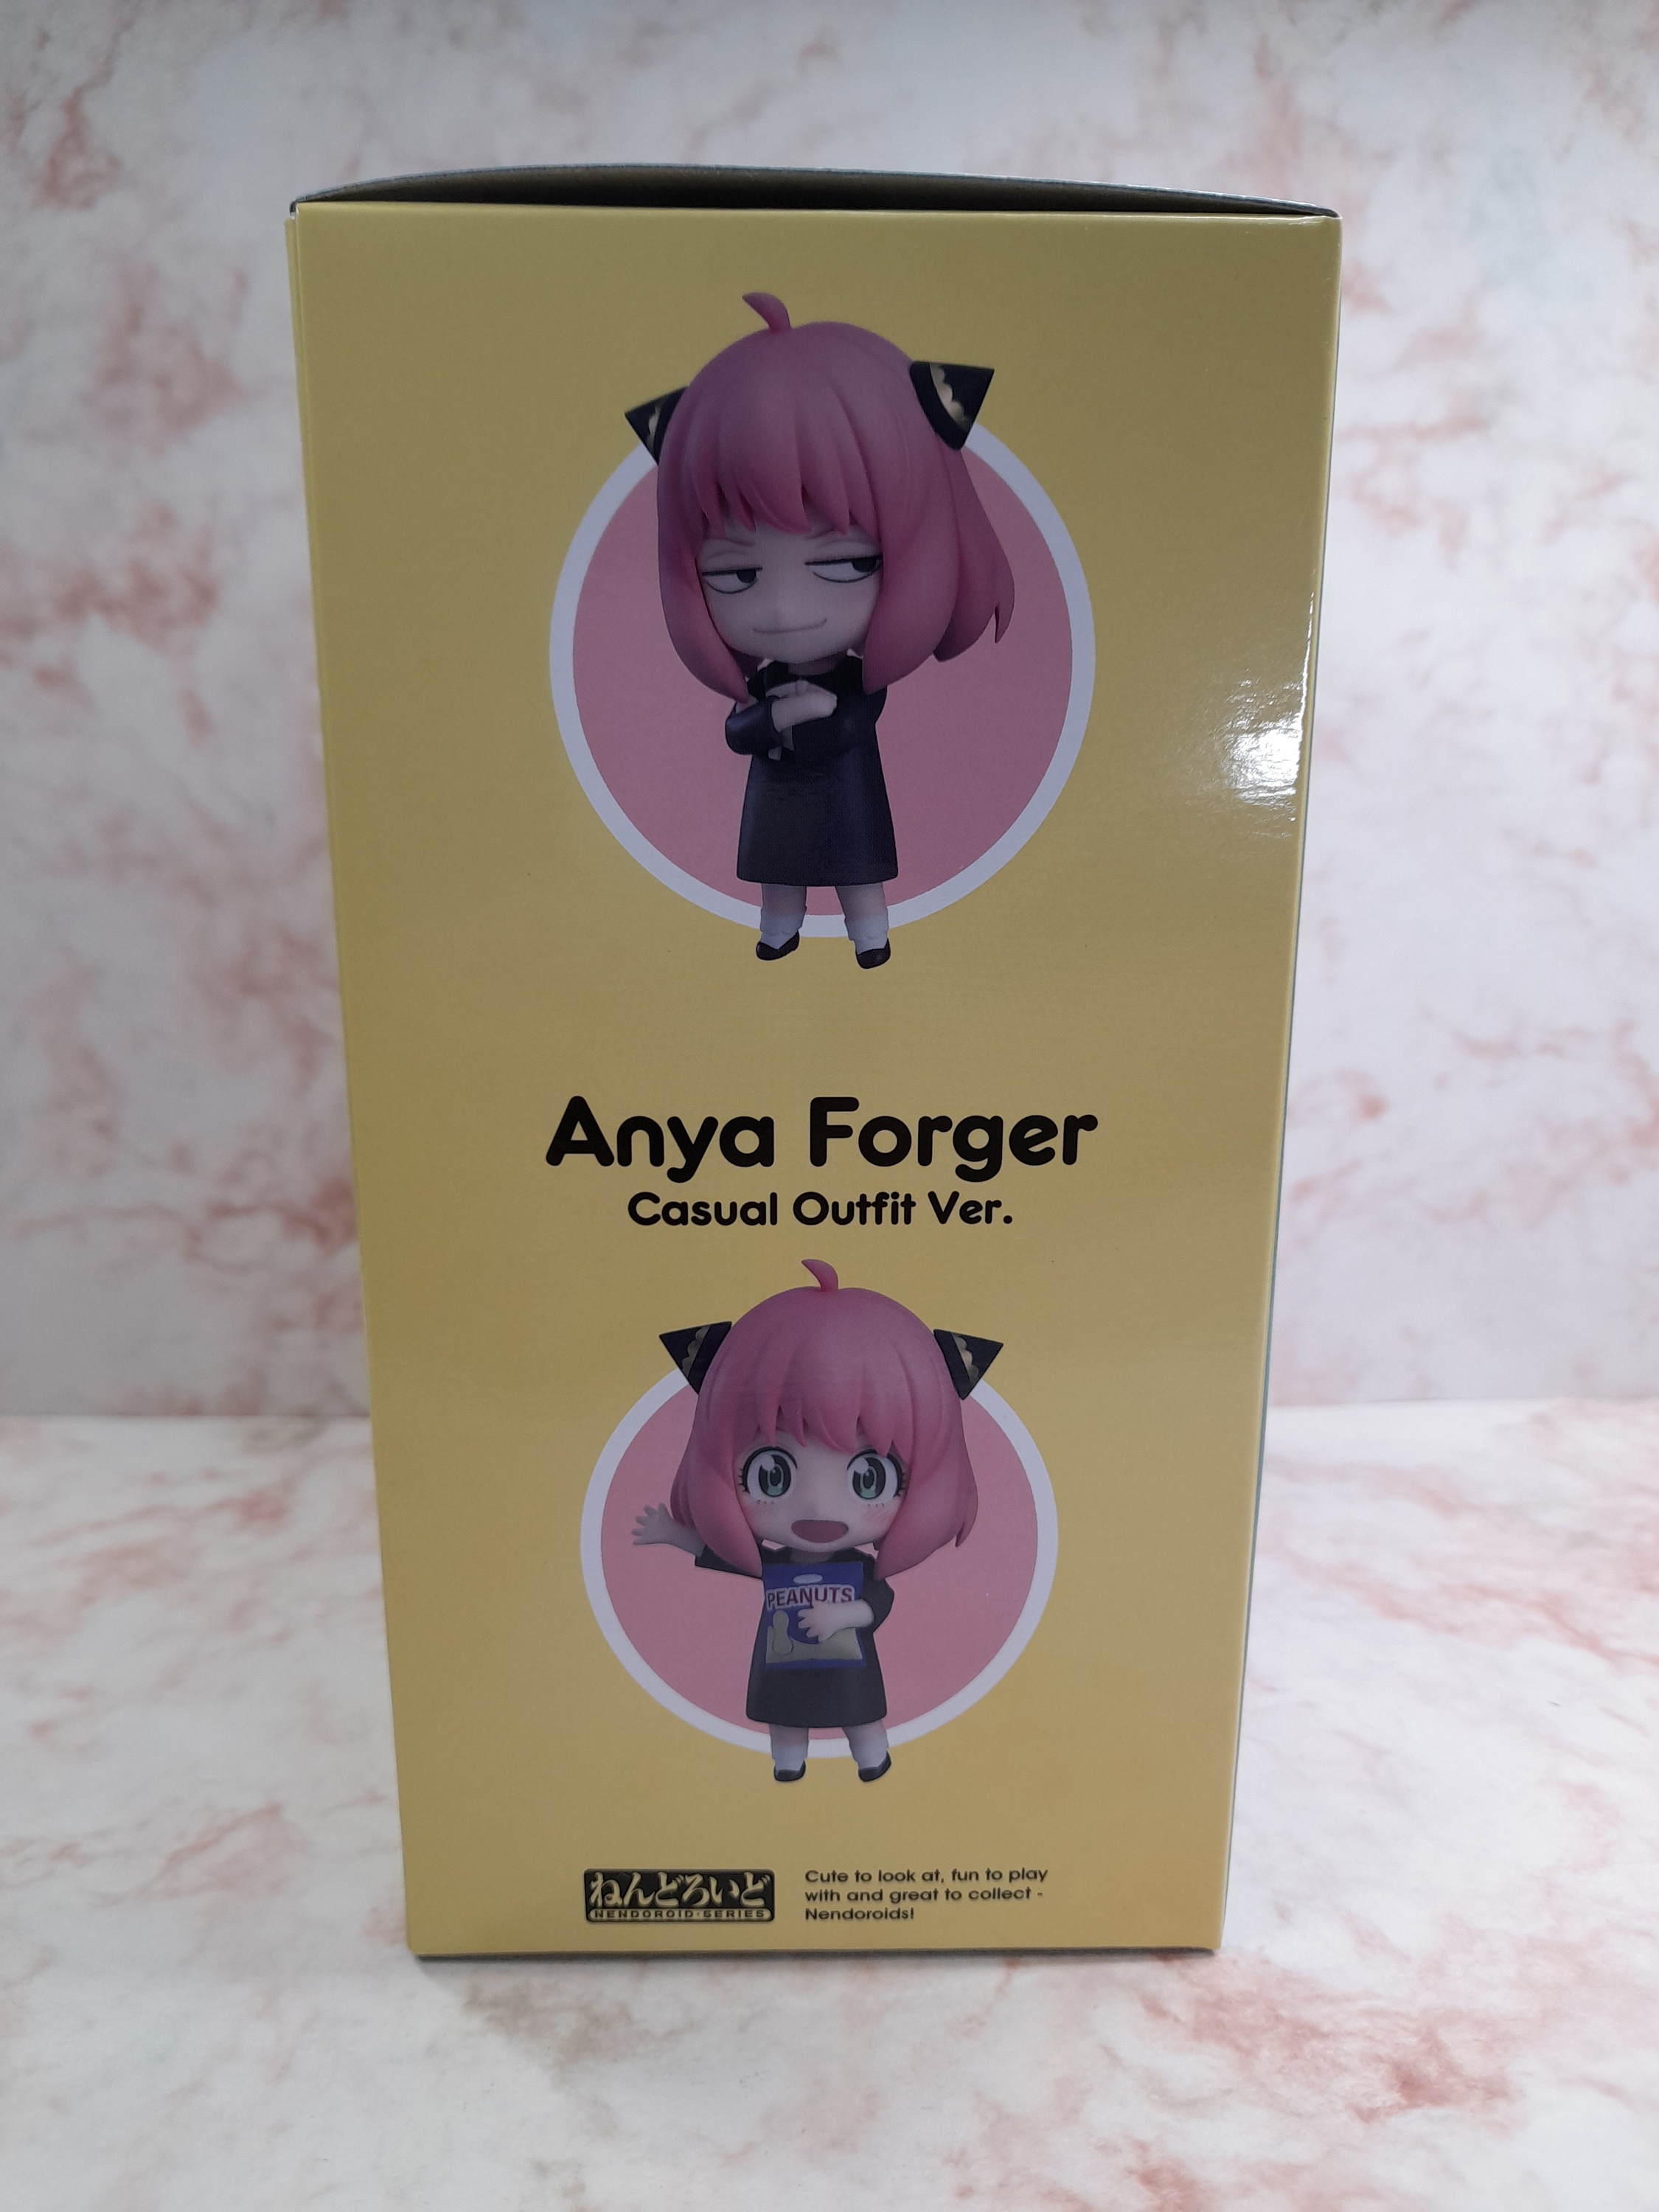 Anya Forger
Casual Outfit Ver.
PEANUTS
ねんどろいど
NENDOROID·SERIES
Cute to look at, fun to play
with and great to collect -
Nendoroids!